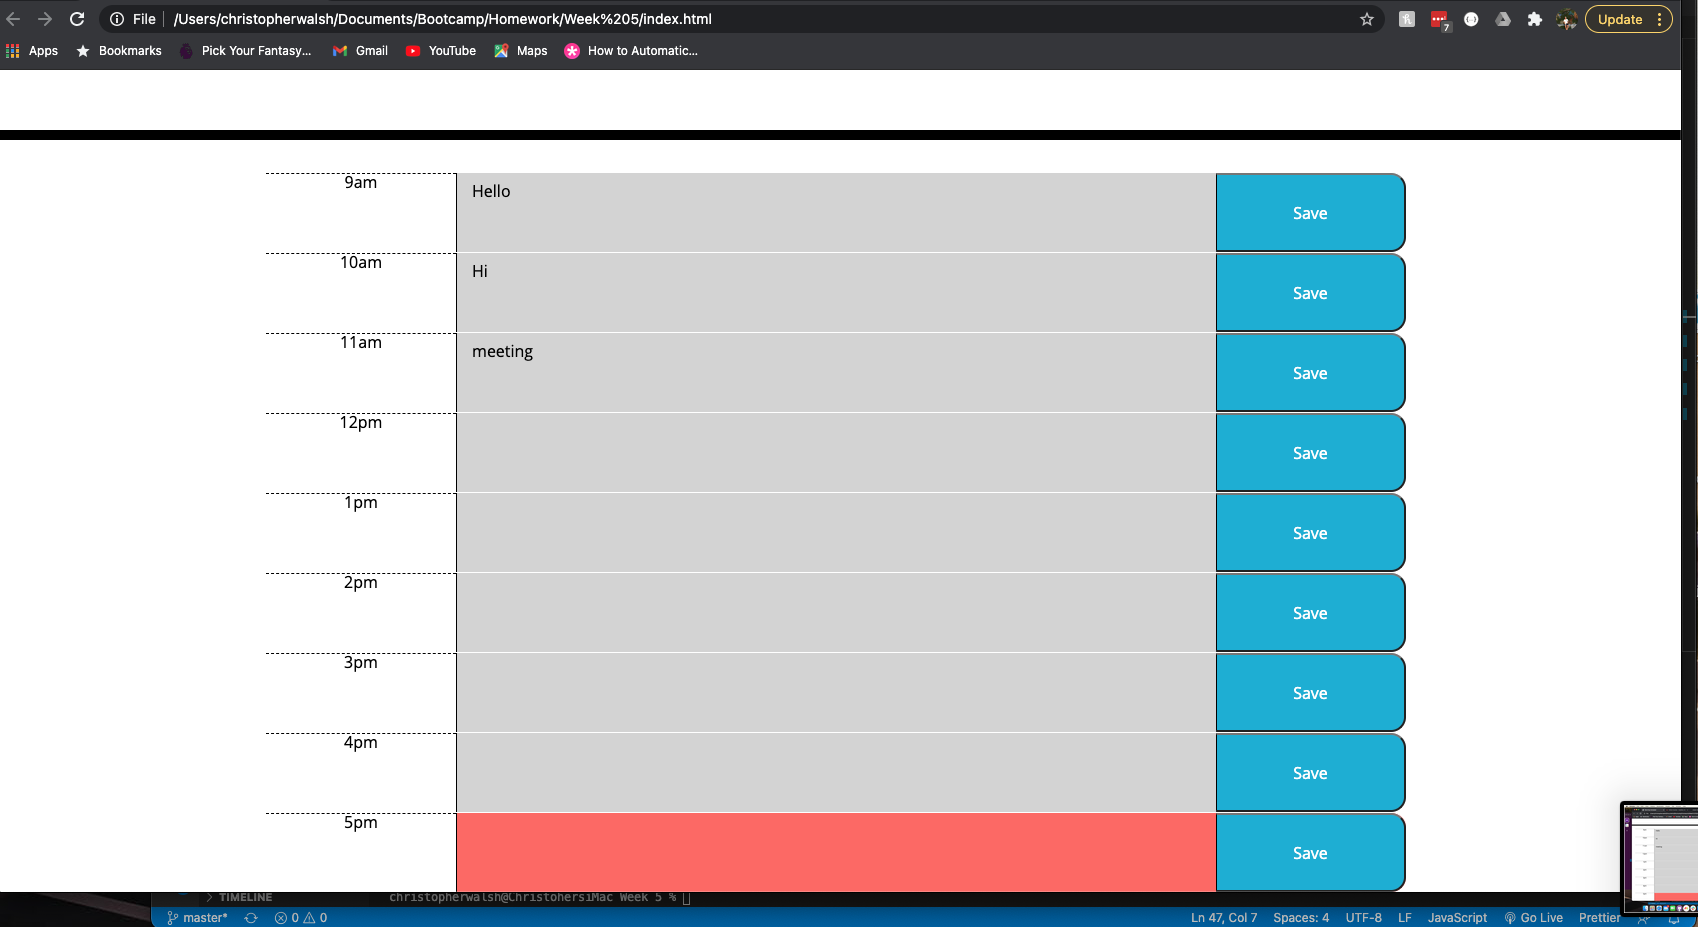 File /Users/christopherwalsh/Documents/Bootcamp/Homework/Week%205/index.html
7
Update
Apps Bookmarks Pick Your Fantasy... Gmail YouTube Maps How to Automatic...
9am Hello Save
10am Hi Save
11am meeting Save
12pm Save
1pm Save
2pm Save
3pm Save
4pm Save
5pm Save
TIMELINE christopherwalsh@ChristohersiMac Week 5 %
master* 0 0 Ln 47, Col 7 Spaces: 4 UTF-8 LF JavaScript Go Live Prettier